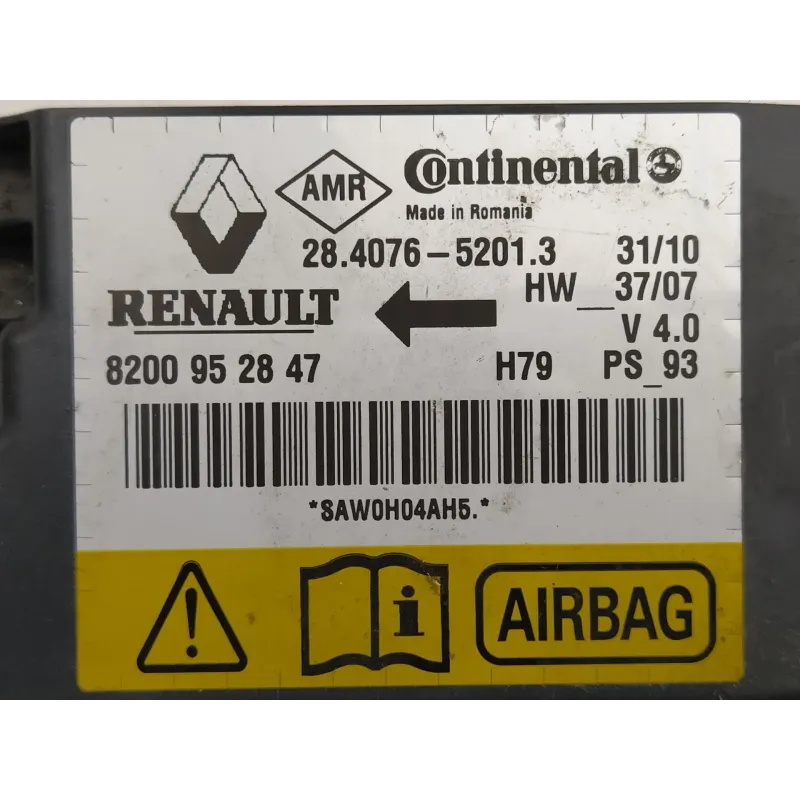 AMR Continental
Made in Romania
28.4076-5201.3 31/10
RENAULT HW_37/07
V 4.0
8200 95 28 47 H79 PS_93
*SAW0H04AH5.*
! i AIRBAG